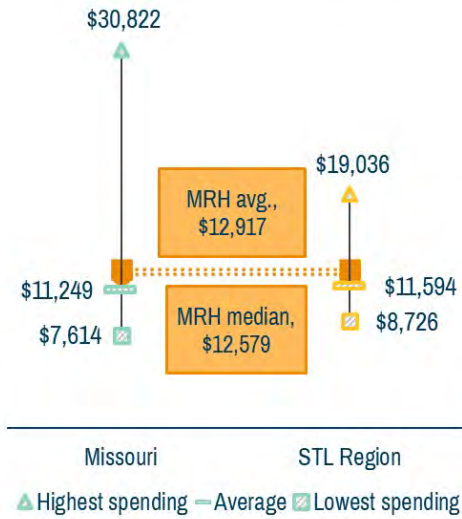 $30,822
$19,036
MRH avg.,
$12,917
$11,249
$11,594
MRH median,
$12,579
$7,614
$8,726
Missouri
STL Region
Highest spending Average Lowest spending